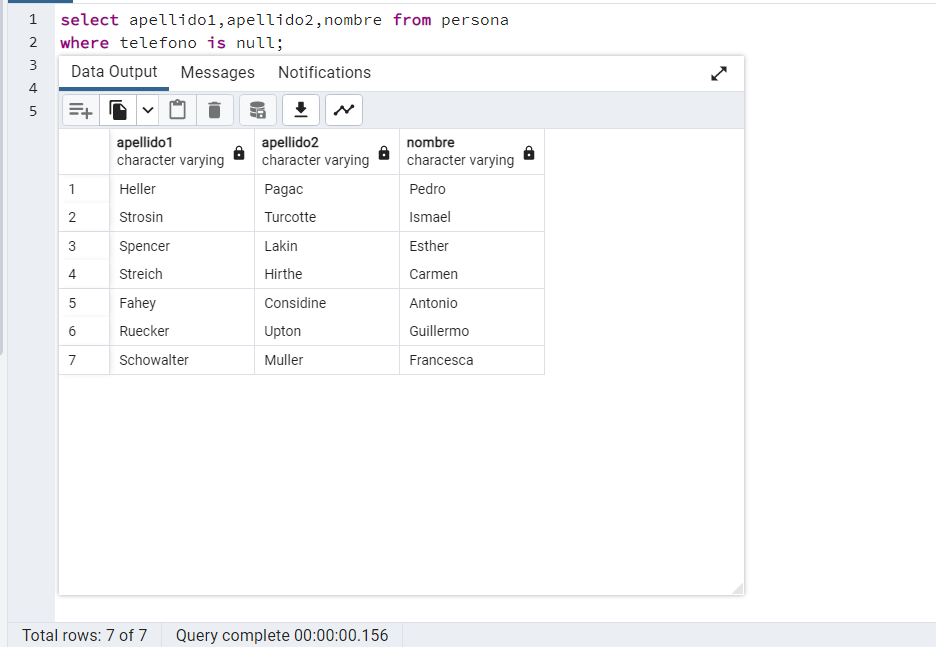 1 select apellido1,apellido2,nombre from persona
2 where telefono is null;
3
4
5
Data Output Messages Notifications
apellido1 apellido2 nombre
character varying character varying character varying
1 Heller Pagac Pedro
2 Strosin Turcotte Ismael
3 Spencer Lakin Esther
4 Streich Hirthe Carmen
5 Fahey Considine Antonio
6 Ruecker Upton Guillermo
7 Schowalter Muller Francesca
Total rows: 7 of 7 Query complete 00:00:00.156